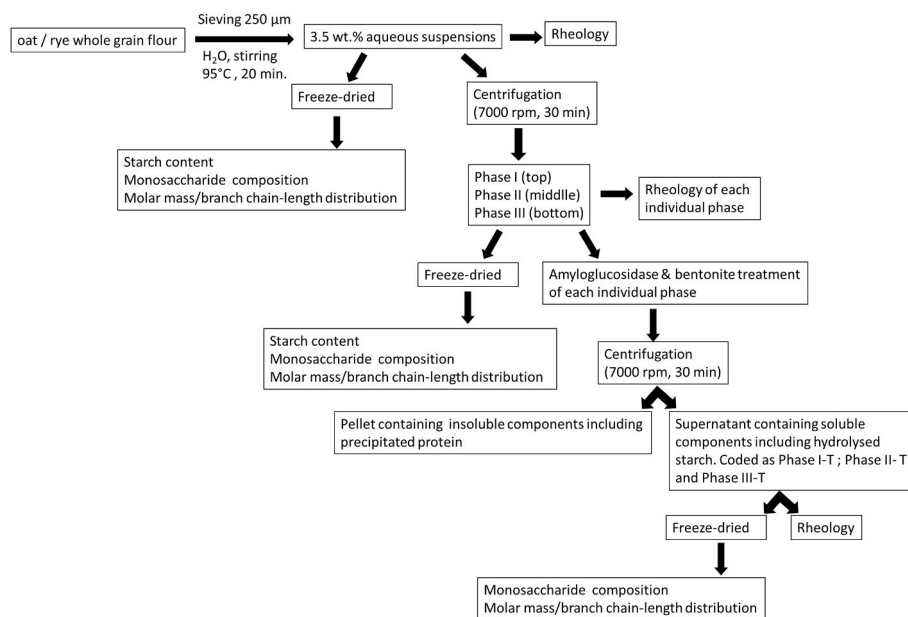 Sieving 250 µm
oat / rye whole grain flour
H₂O, stirring
95°C , 20 min.
3.5 wt.% aqueous suspensions
Rheology
Freeze-dried
Centrifugation
(7000 rpm, 30 min)
Starch content
Monosaccharide composition
Molar mass/branch chain-length distribution
Phase I (top)
Phase II (middlle)
Phase III (bottom)
Rheology of each
individual phase
Freeze-dried
Amyloglucosidase & bentonite treatment
of each individual phase
Starch content
Monosaccharide composition
Molar mass/branch chain-length distribution
Centrifugation
(7000 rpm, 30 min)
Pellet containing insoluble components including
precipitated protein
Supernatant containing soluble
components including hydrolysed
starch. Coded as Phase I-T ; Phase II- T
and Phase III-T
Freeze-dried
Rheology
Monosaccharide composition
Molar mass/branch chain-length distribution